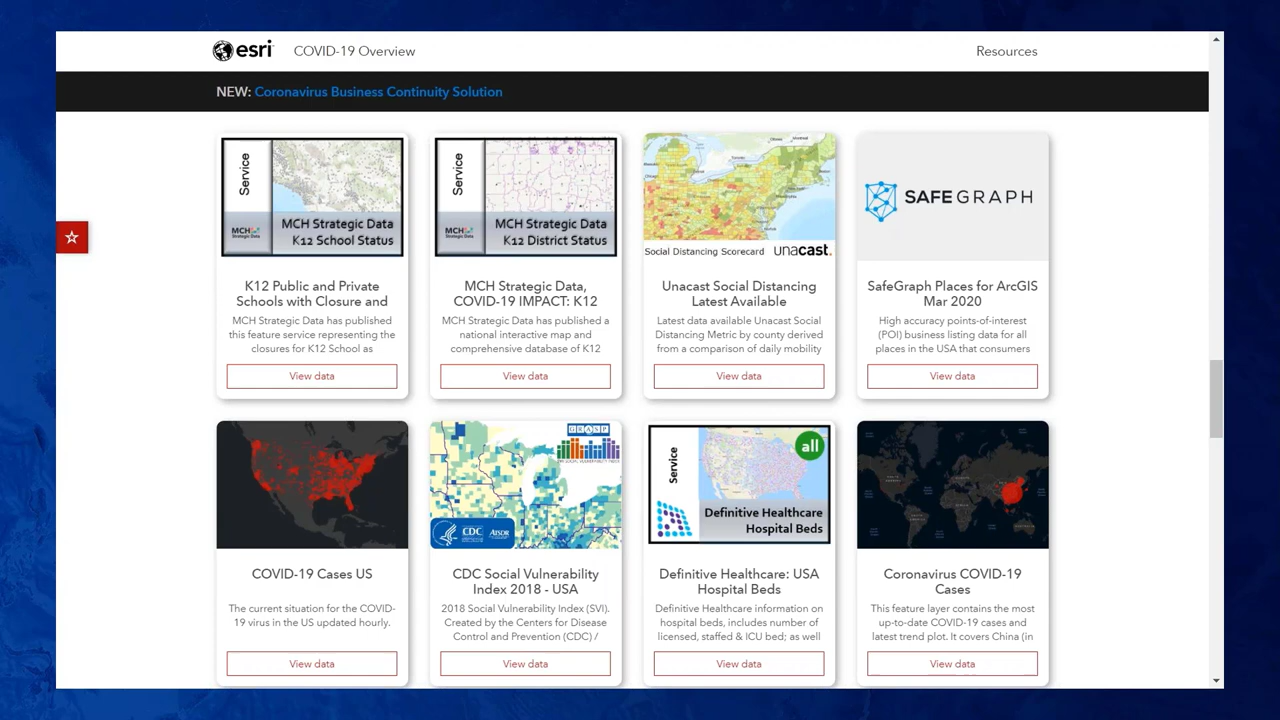 esri COVID-19 Overview Resources
NEW: Coronavirus Business Continuity Solution
Service
MCH Strategic Data
K12 School Status
MCH
Strategic Data
Service
MCH Strategic Data
K12 District Status
MCH
Strategic Data
Social Distancing Scorecard unacast.
SAFEGRAPH
K12 Public and Private
Schools with Closure and
MCH Strategic Data has published
this feature service representing the
closures for K12 School as
View data
MCH Strategic Data,
COVID-19 IMPACT: K12
MCH Strategic Data has published a
national interactive map and
comprehensive database of K12
View data
Unacast Social Distancing
Latest Available
Latest data available Unacast Social
Distancing Metric by county derived
from a comparison of daily mobility
View data
SafeGraph Places for ArcGIS
Mar 2020
High accuracy points-of-interest
(POI) business listing data for all
places in the USA that consumers
View data
GRASP
CDC ATSDR
Service
all
Definitive Healthcare
Hospital Beds
COVID-19 Cases US
The current situation for the COVID-
19 virus in the US updated hourly.
View data
CDC Social Vulnerability
Index 2018 - USA
2018 Social Vulnerability Index (SVI).
Created by the Centers for Disease
Control and Prevention (CDC) /
View data
Definitive Healthcare: USA
Hospital Beds
Definitive Healthcare information on
hospital beds, includes number of
licensed, staffed & ICU bed; as well
View data
Coronavirus COVID-19
Cases
This feature layer contains the most
up-to-date COVID-19 cases and
latest trend plot. It covers China (in
View data